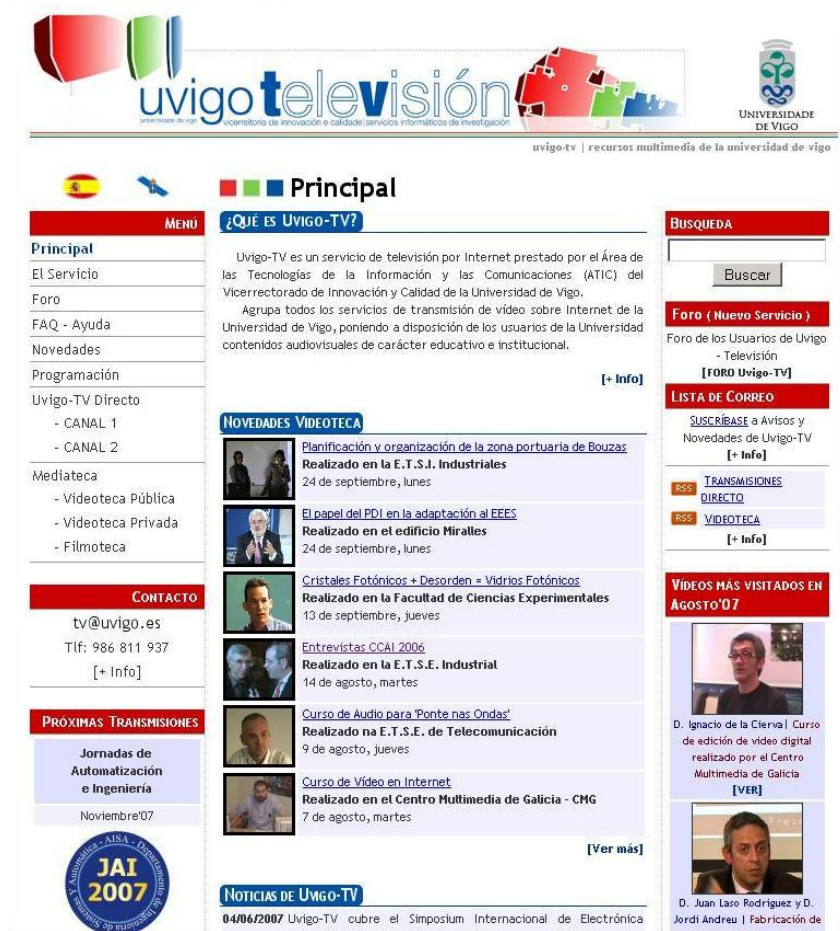 uvigotelevisión
universidade de vigo
vicerreitoría de innovación e calidade|servicios informáticos de investigación
UNIVERSIDADE
DE VIGO
uvigo-tv | recursos multimedia de la universidad de vigo
Principal
MENÚ
Principal
El Servicio
Foro
FAQ - Ayuda
Novedades
Programación
Uvigo-TV Directo
- CANAL 1
- CANAL 2
Mediateca
- Videoteca Pública
- Videoteca Privada
- Filmoteca
CONTACTO
tv@uvigo.es
Tlf: 986 811 937
[+ Info]
PRÓXIMAS TRANSMISIONES
Jornadas de
Automatización
e Ingeniería
Noviembre'07
JAI
2007
¿QUÉ ES UVIGO-TV?
Uvigo-TV es un servicio de televisión por Internet prestado por el Área de
las Tecnologías de la Información y las Comunicaciones (ATIC) del
Vicerrectorado de Innovación y Calidad de la Universidad de Vigo.
Agrupa todos los servicios de transmisión de vídeo sobre Internet de la
Universidad de Vigo, poniendo a disposición de los usuarios de la Universidad
contenidos audiovisuales de carácter educativo e institucional.
[+ Info]
NOVEDADES VIDEOTECA
Planificación y organización de la zona portuaria de Bouzas
Realizado en la E.T.S.I. Industriales
24 de septiembre, lunes
El papel del PDI en la adaptación al EEES
Realizado en el edificio Miralles
24 de septiembre, lunes
Cristales Fotónicos + Desorden = Vidrios Fotónicos
Realizado en la Facultad de Ciencias Experimentales
13 de septiembre, jueves
Entrevistas CCAI 2006
Realizado en la E.T.S.E. Industrial
14 de agosto, martes
Curso de Audio para 'Ponte nas Ondas'
Realizado na E.T.S.E. de Telecomunicación
9 de agosto, jueves
Curso de Vídeo en Internet
Realizado en el Centro Multimedia de Galicia - CMG
7 de agosto, martes
[Ver más]
NOTICIAS DE UVIGO-TV
04/06/2007 Uvigo-TV cubre el Simposium Internacional de Electrónica
BUSQUEDA
Buscar
FORO ( NUEVO SERVICIO )
Foro de los Usuarios de Uvigo
- Televisión
[FORO Uvigo-TV]
LISTA DE CORREO
SUSCRÍBASE a Avisos y
Novedades de Uvigo-TV
[+ Info]
RSS TRANSMISIONES
DIRECTO
RSS VIDEOTECA
[+ Info]
VÍDEOS MÁS VISITADOS EN
AGOSTO'07
D. Ignacio de la Cierva| Curso
de edición de video digital
realizado por el Centro
Multimedia de Galicia
[VER]
D. Juan Laso Rodríguez y D.
Jordi Andreu | Fabricación de